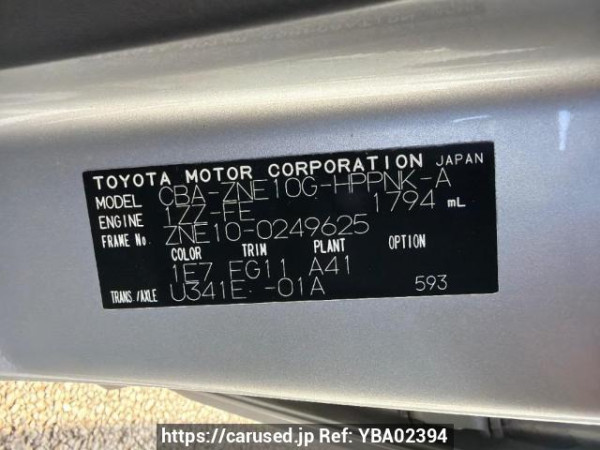 TOYOTA MOTOR CORPORATION JAPAN
MODEL CBA-ZNE10G-HPPNK-A
ENGINE 1ZZ-FE 1794 mL
FRAME No. ZNE10-0249625
COLOR TRIM PLANT OPTION
1E7 FG11 A41
TRANS./AXLE U341E -01A 593
https://carused.jp Ref: YBA02394